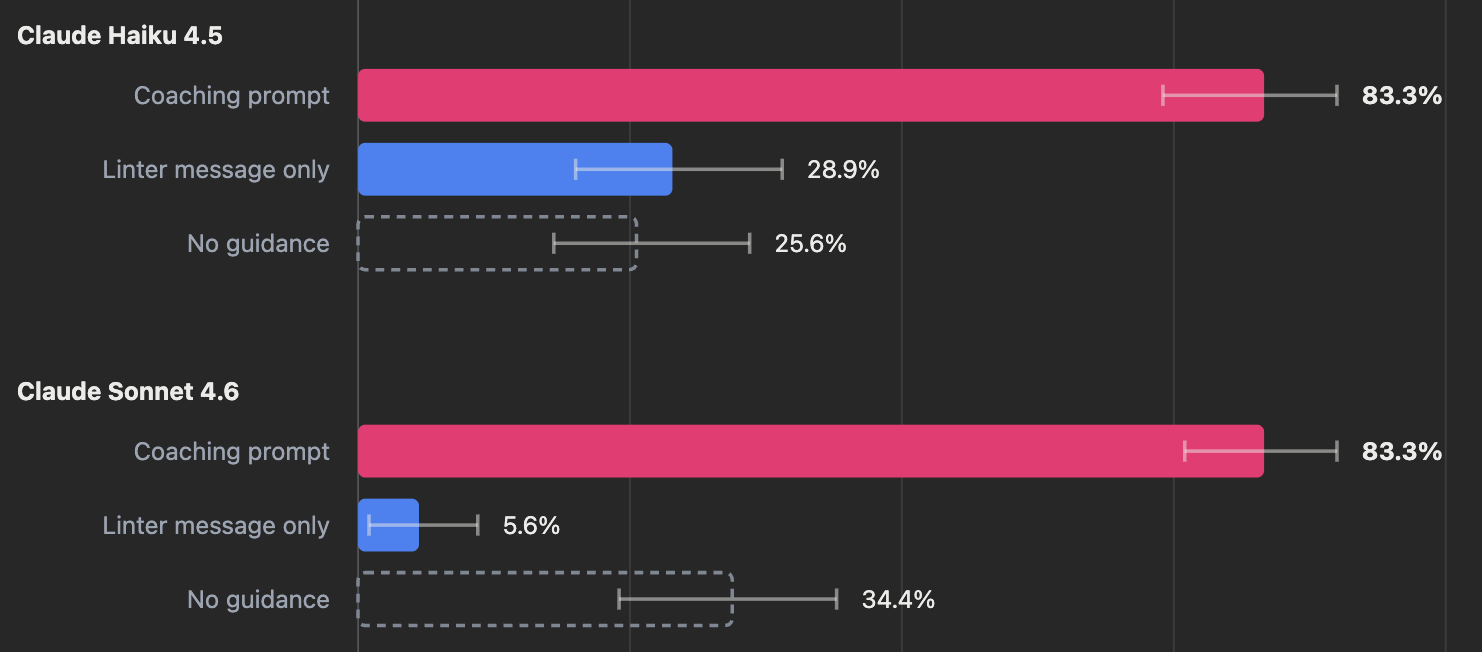 Claude Haiku 4.5
Coaching prompt 83.3%
Linter message only 28.9%
No guidance 25.6%
Claude Sonnet 4.6
Coaching prompt 83.3%
Linter message only 5.6%
No guidance 34.4%